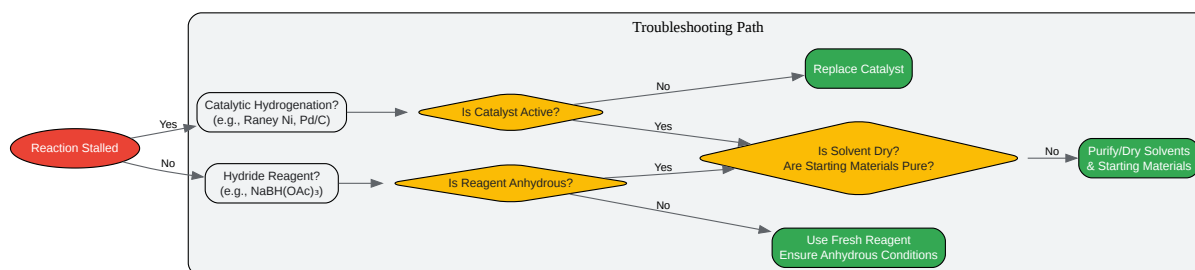 Troubleshooting Path
Reaction Stalled
Yes
No
Catalytic Hydrogenation?
(e.g., Raney Ni, Pd/C)
Hydride Reagent?
(e.g., NaBH(OAc)₃)
Is Catalyst Active?
Is Reagent Anhydrous?
No
Yes
Yes
No
Replace Catalyst
Is Solvent Dry?
Are Starting Materials Pure?
Use Fresh Reagent
Ensure Anhydrous Conditions
No
Purify/Dry Solvents
& Starting Materials